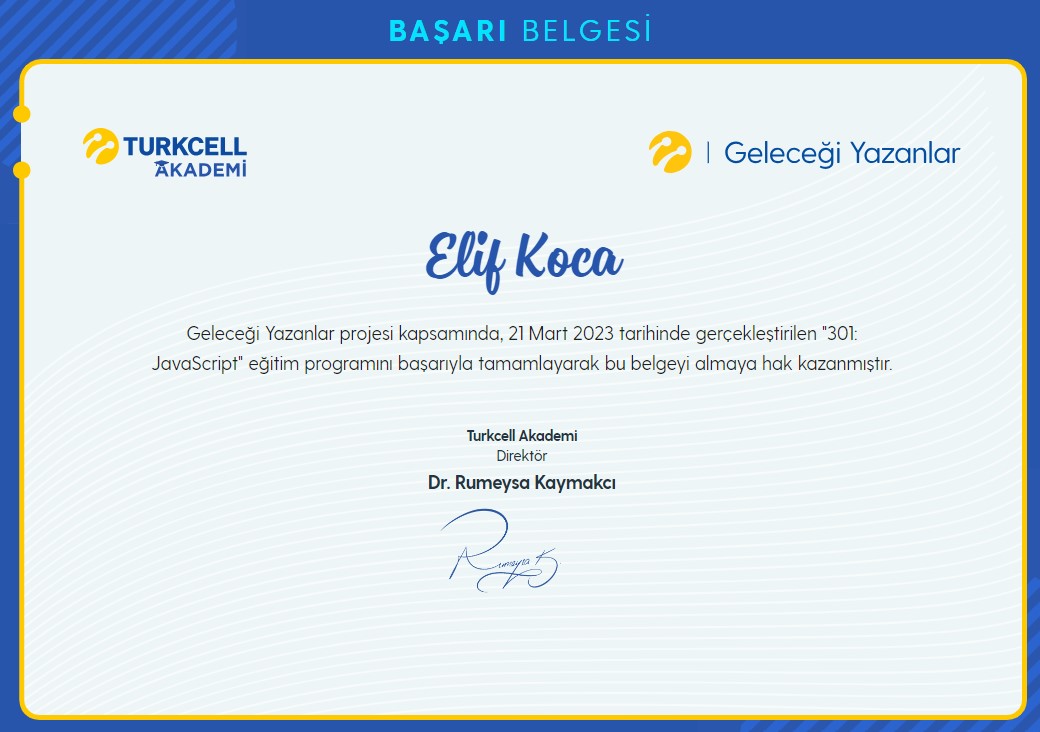 BAŞARI BELGESİ
TURKCELL
AKADEMİ
Geleceği Yazanlar
Elif Koca
Geleceği Yazanlar projesi kapsamında, 21 Mart 2023 tarihinde gerçekleştirilen "301:
JavaScript" eğitim programını başarıyla tamamlayarak bu belgeyi almaya hak kazanmıştır.
Turkcell Akademi
Direktör
Dr. Rumeysa Kaymakcı
Rumeysa K.